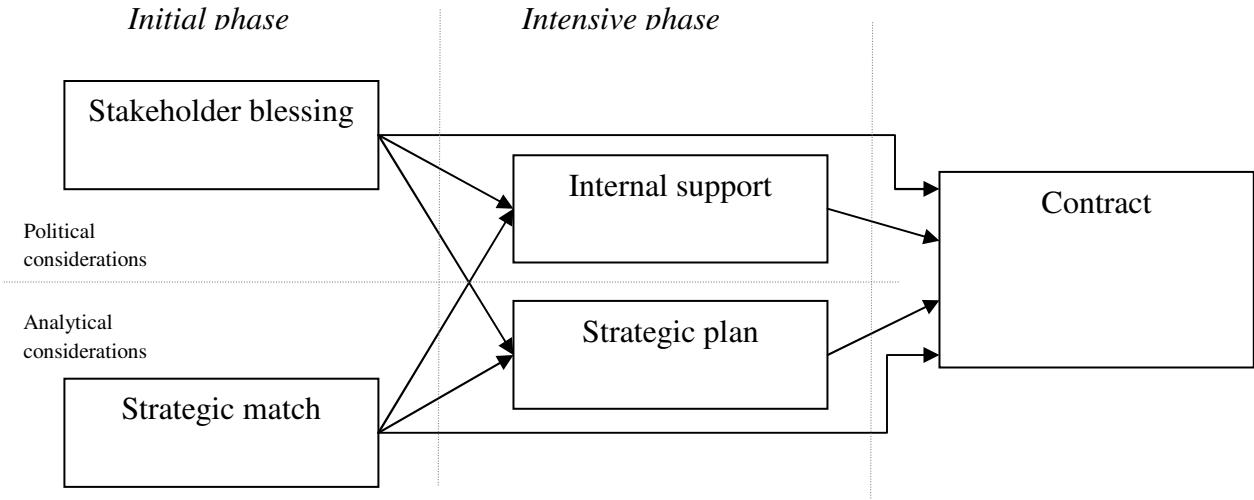 Initial phase
Intensive phase
Stakeholder blessing
Internal support
Contract
Political
considerations
Analytical
considerations
Strategic plan
Strategic match